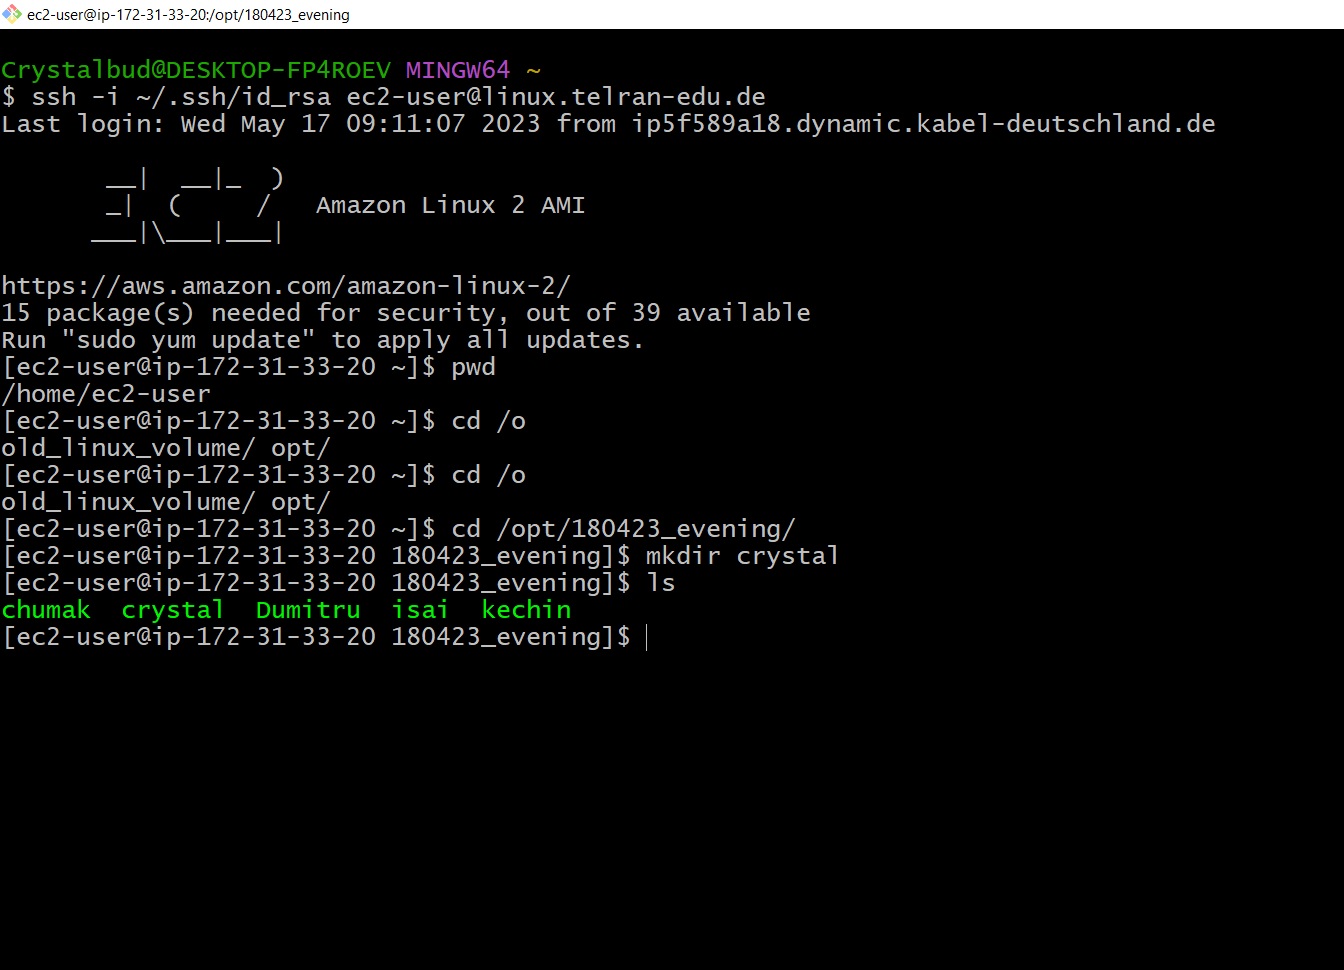 ec2-user@ip-172-31-33-20:/opt/180423_evening
Crystalbud@DESKTOP-FP4ROEV MINGW64 ~
$ ssh -i ~/.ssh/id_rsa ec2-user@linux.telran-edu.de
Last login: Wed May 17 09:11:07 2023 from ip5f589a18.dynamic.kabel-deutschland.de
       __|  __|_  )
       _|  (     /   Amazon Linux 2 AMI
      ___|\___|___|
https://aws.amazon.com/amazon-linux-2/
15 package(s) needed for security, out of 39 available
Run "sudo yum update" to apply all updates.
[ec2-user@ip-172-31-33-20 ~]$ pwd
/home/ec2-user
[ec2-user@ip-172-31-33-20 ~]$ cd /o
old_linux_volume/ opt/
[ec2-user@ip-172-31-33-20 ~]$ cd /o
old_linux_volume/ opt/
[ec2-user@ip-172-31-33-20 ~]$ cd /opt/180423_evening/
[ec2-user@ip-172-31-33-20 180423_evening]$ mkdir crystal
[ec2-user@ip-172-31-33-20 180423_evening]$ ls
chumak  crystal  Dumitru  isai  kechin
[ec2-user@ip-172-31-33-20 180423_evening]$